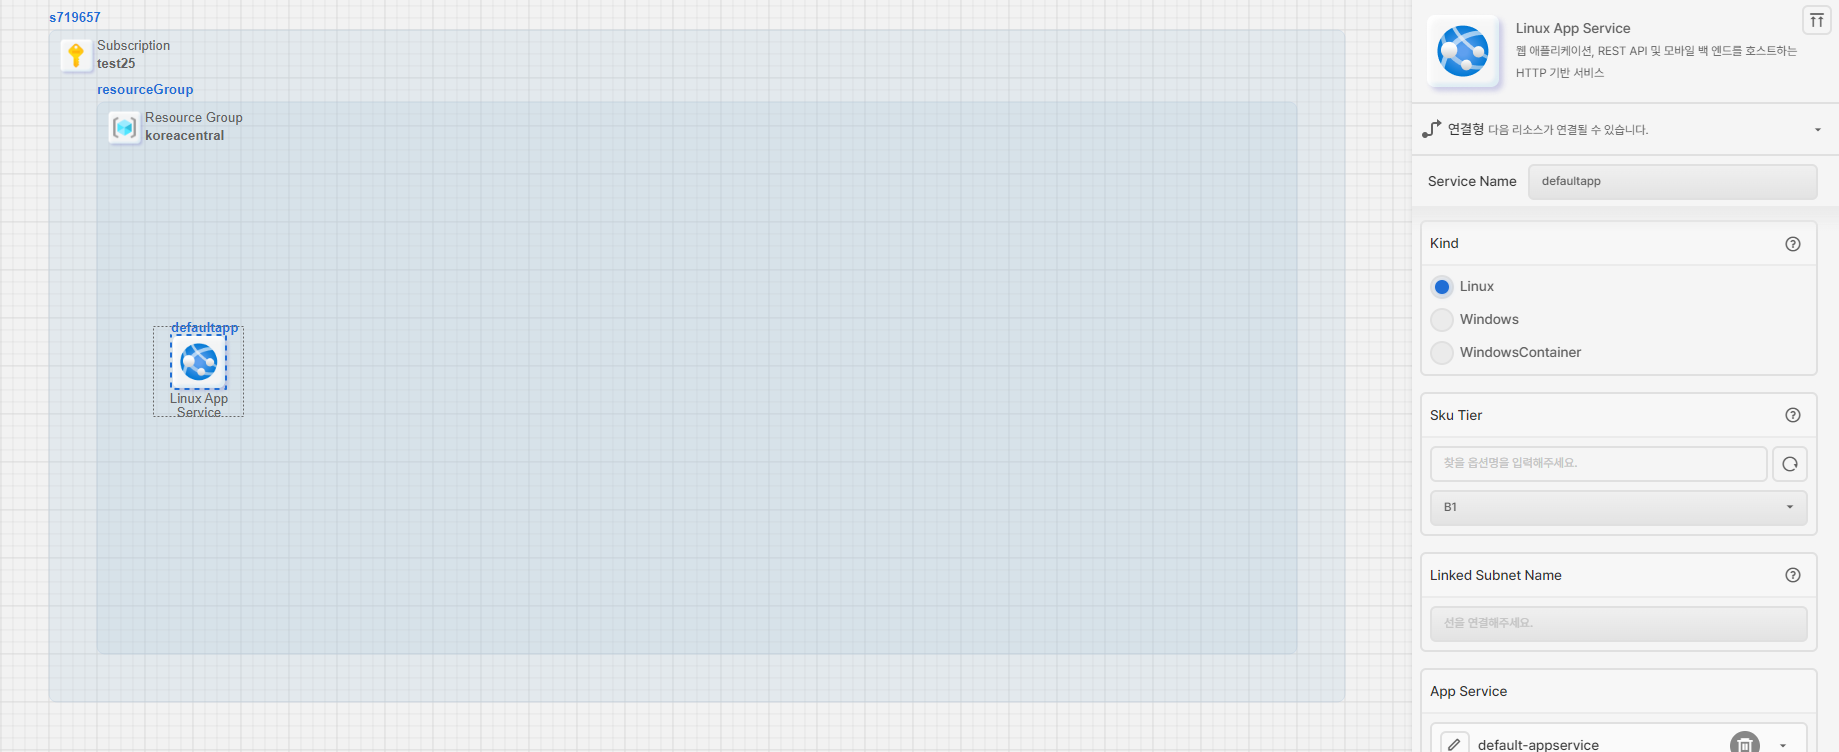 s719657
Subscription
test25
resourceGroup
Resource Group
koreacentral
defaultapp
Linux App
Service
Linux App Service
웹 애플리케이션, REST API 및 모바일 백 엔드를 호스트하는
HTTP 기반 서비스
연결형 다음 리소스가 연결될 수 있습니다.
Service Name
defaultapp
Kind
Linux
Windows
WindowsContainer
Sku Tier
찾을 옵션명을 입력해주세요.
B1
Linked Subnet Name
선을 연결해주세요.
App Service
default-appservice